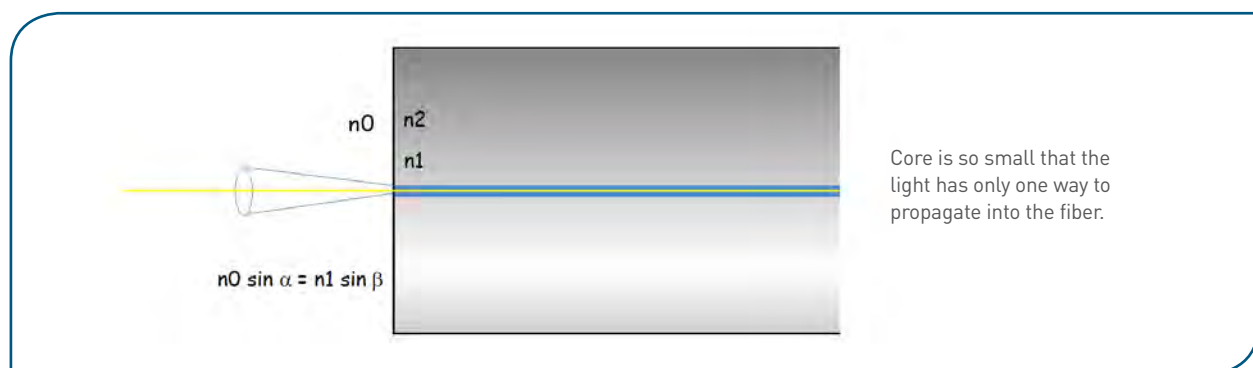 n0
n2
n1
n0 sin α = n1 sin β
Core is so small that the
light has only one way to
propagate into the fiber.